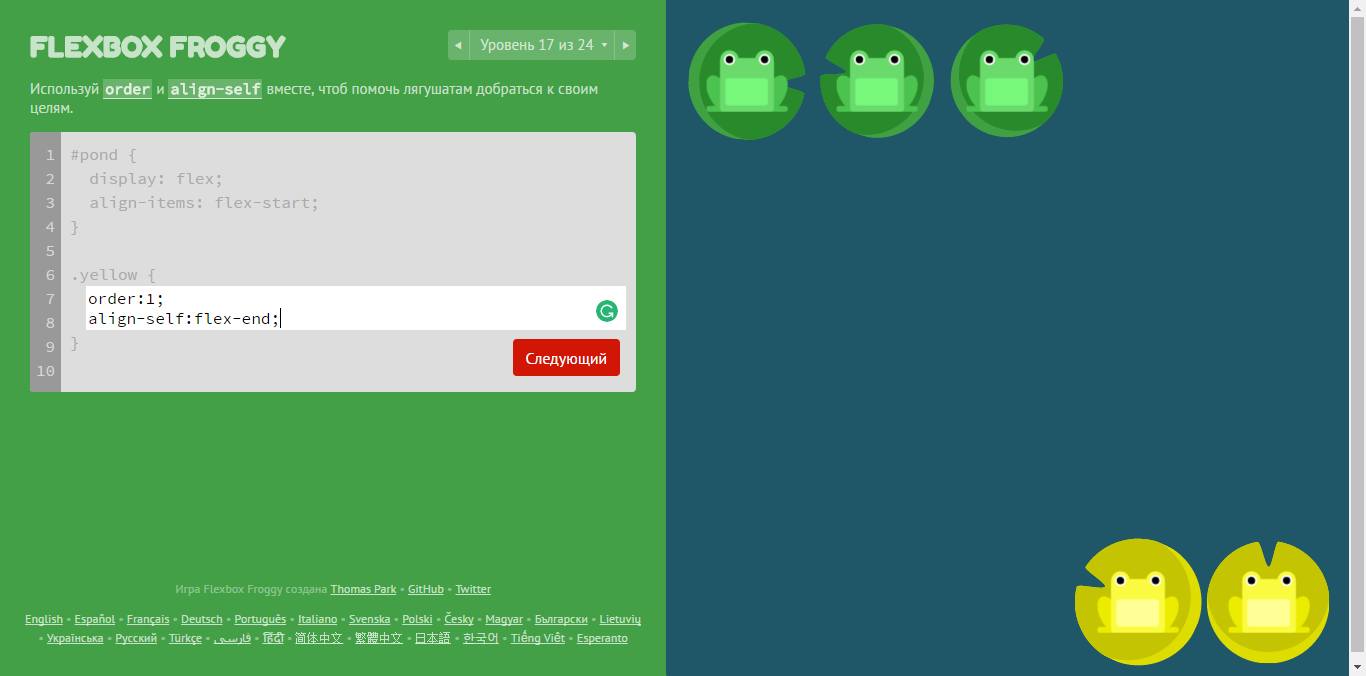 FLEXBOX FROGGY
◀ Уровень 17 из 24 ▾ ▶
Используй order и align-self вместе, чтоб помочь лягушатам добраться к своим
целям.
1 #pond {
2 display: flex;
3 align-items: flex-start;
4 }
5
6 .yellow {
7 order:1;
8 align-self:flex-end;
9 }
10
Следующий
Игра Flexbox Froggy создана Thomas Park • GitHub • Twitter
English • Español • Français • Deutsch • Português • Italiano • Svenska • Polski • Česky • Magyar • Български • Lietuvių
• Українська • Русский • Türkçe • فارسی • हिंदी • 简体中文 • 繁體中文 • 日本語 • 한국어 • Tiếng Việt • Esperanto